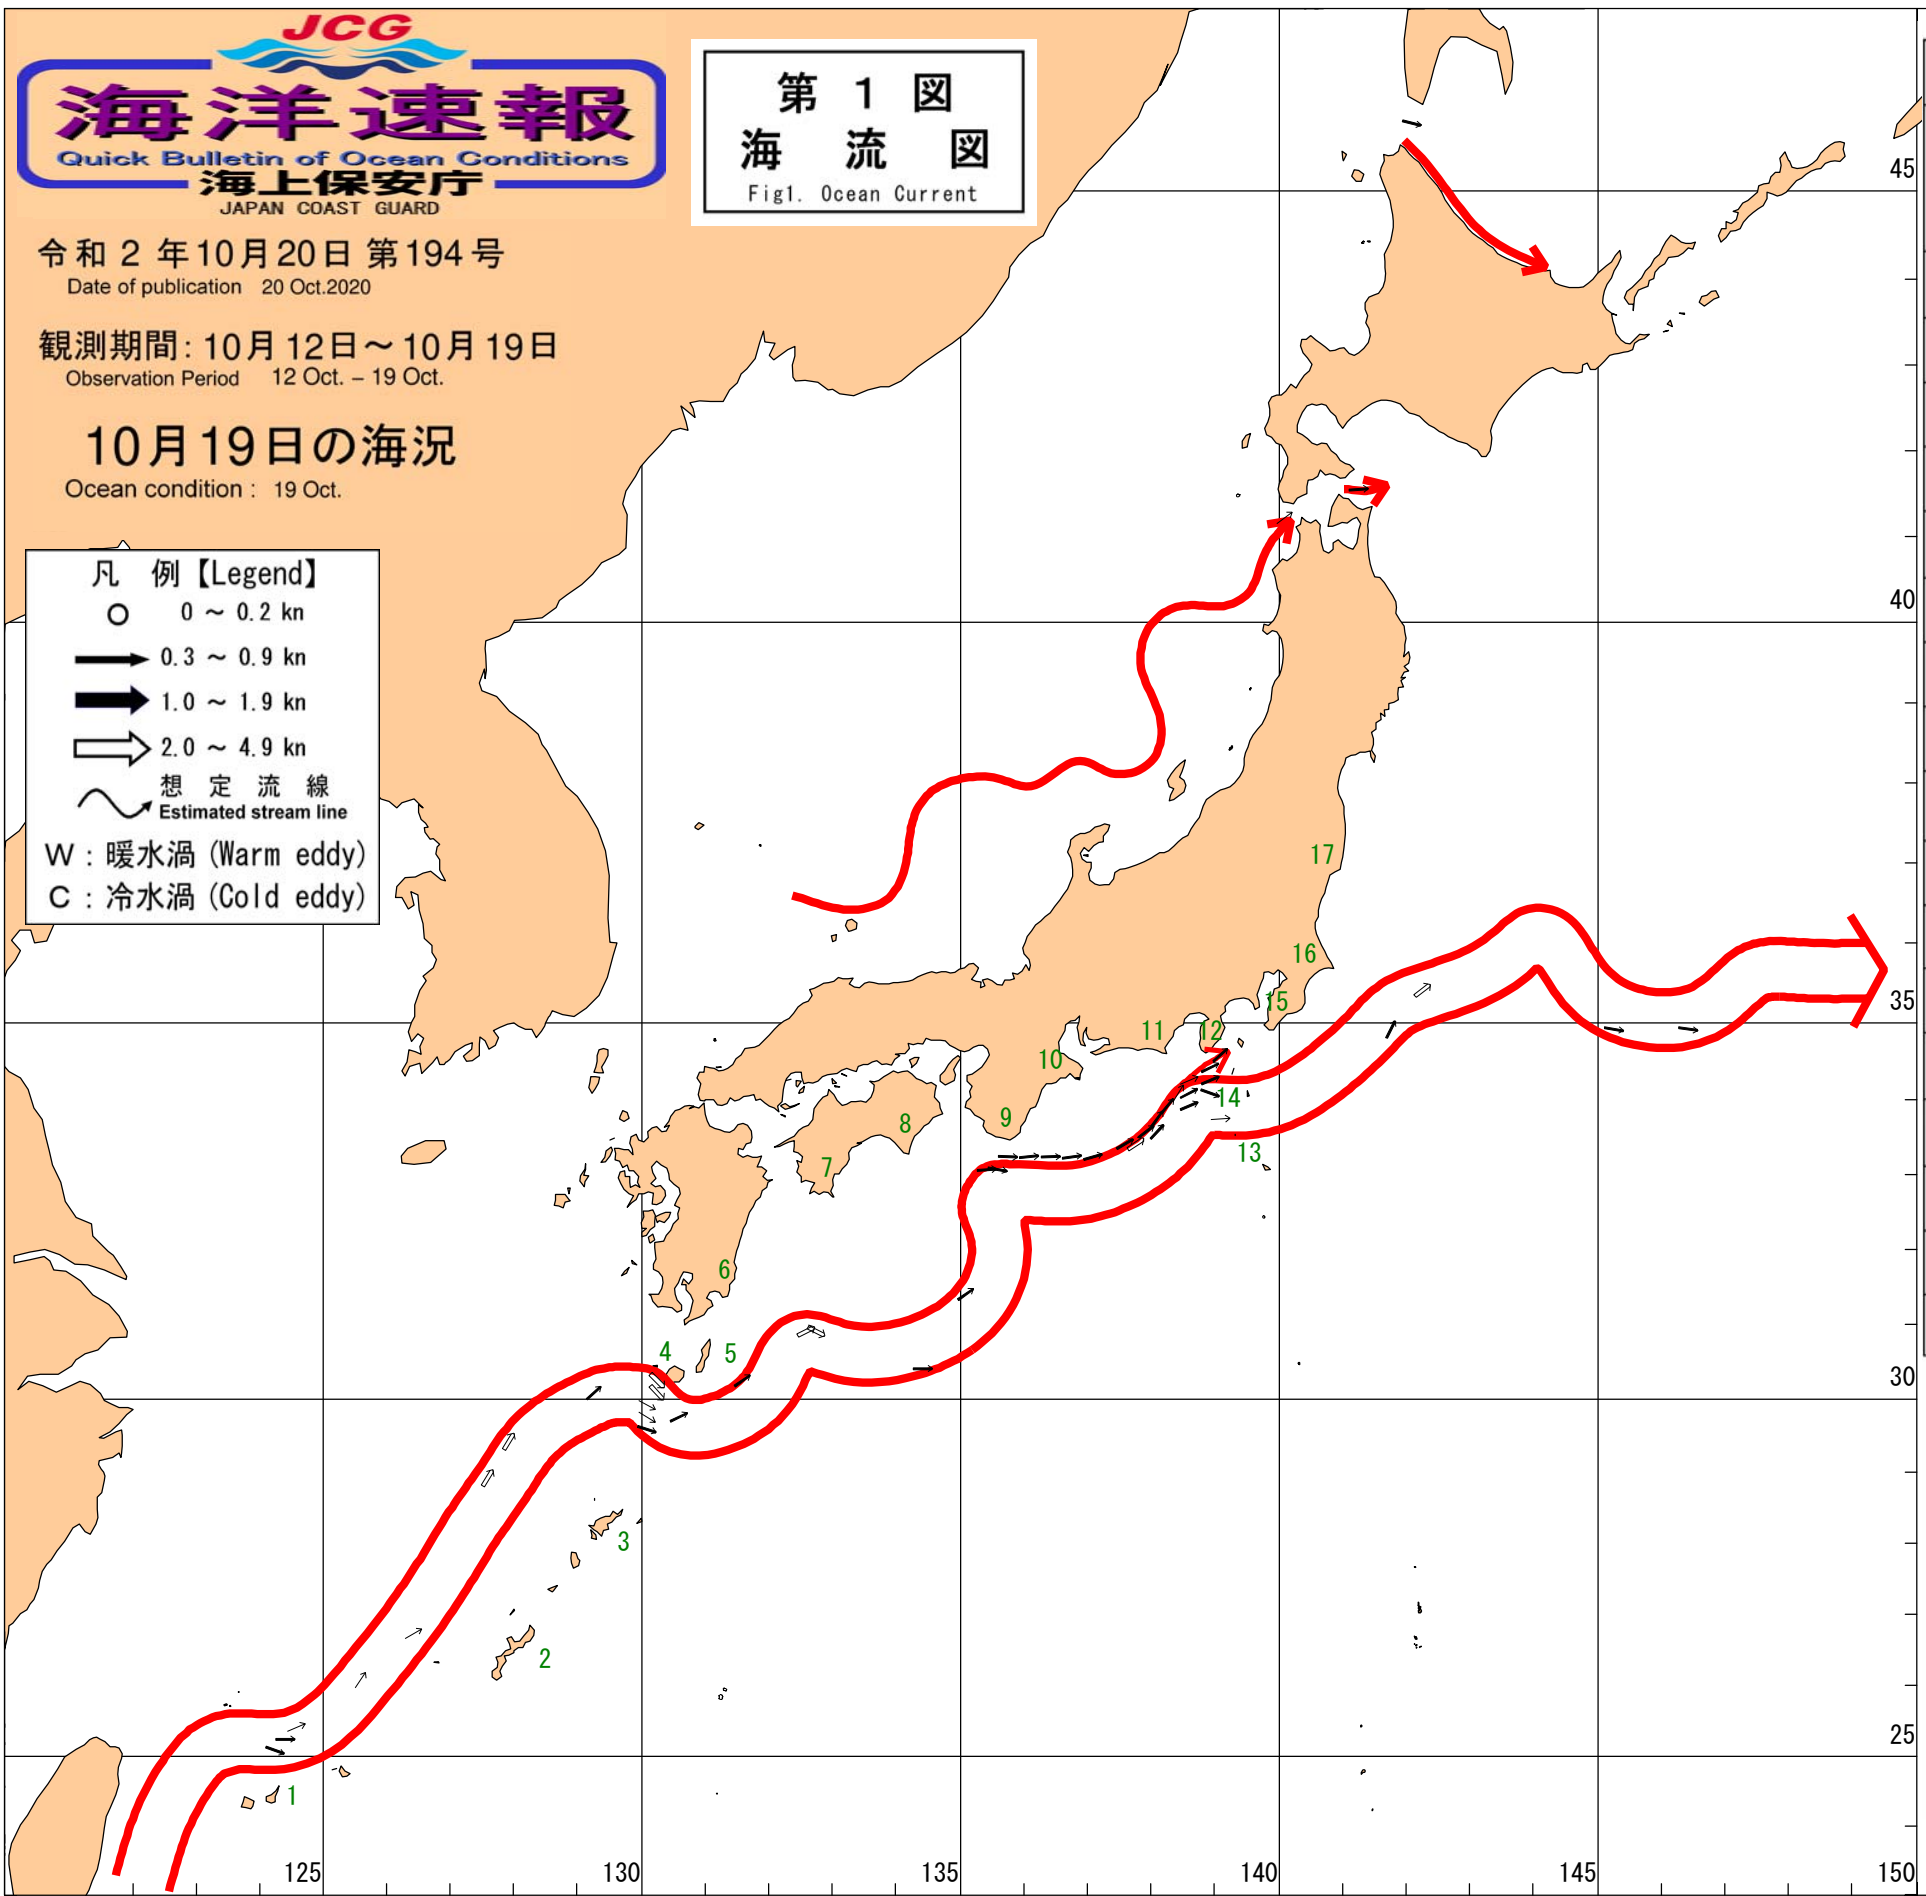 JCG
海洋速報
Quick Bulletin of Ocean Conditions
海上保安庁
JAPAN COAST GUARD
第 1 図
海 流 図
Fig1. Ocean Current
令和 2 年10月20日 第194号
Date of publication 20 Oct.2020
観測期間: 10月12日～10月19日
Observation Period 12 Oct. – 19 Oct.
10月19日の海況
Ocean condition : 19 Oct.
凡 例【Legend】
0 ～ 0.2 kn
0.3 ～ 0.9 kn
1.0 ～ 1.9 kn
2.0 ～ 4.9 kn
想 定 流 線
Estimated stream line
W : 暖水渦 (Warm eddy)
C : 冷水渦 (Cold eddy)
45
40
17
16
35
15
12
11
10
14
9
8
13
7
6
4
5
30
3
2
25
1
125
130
135
140
145
150